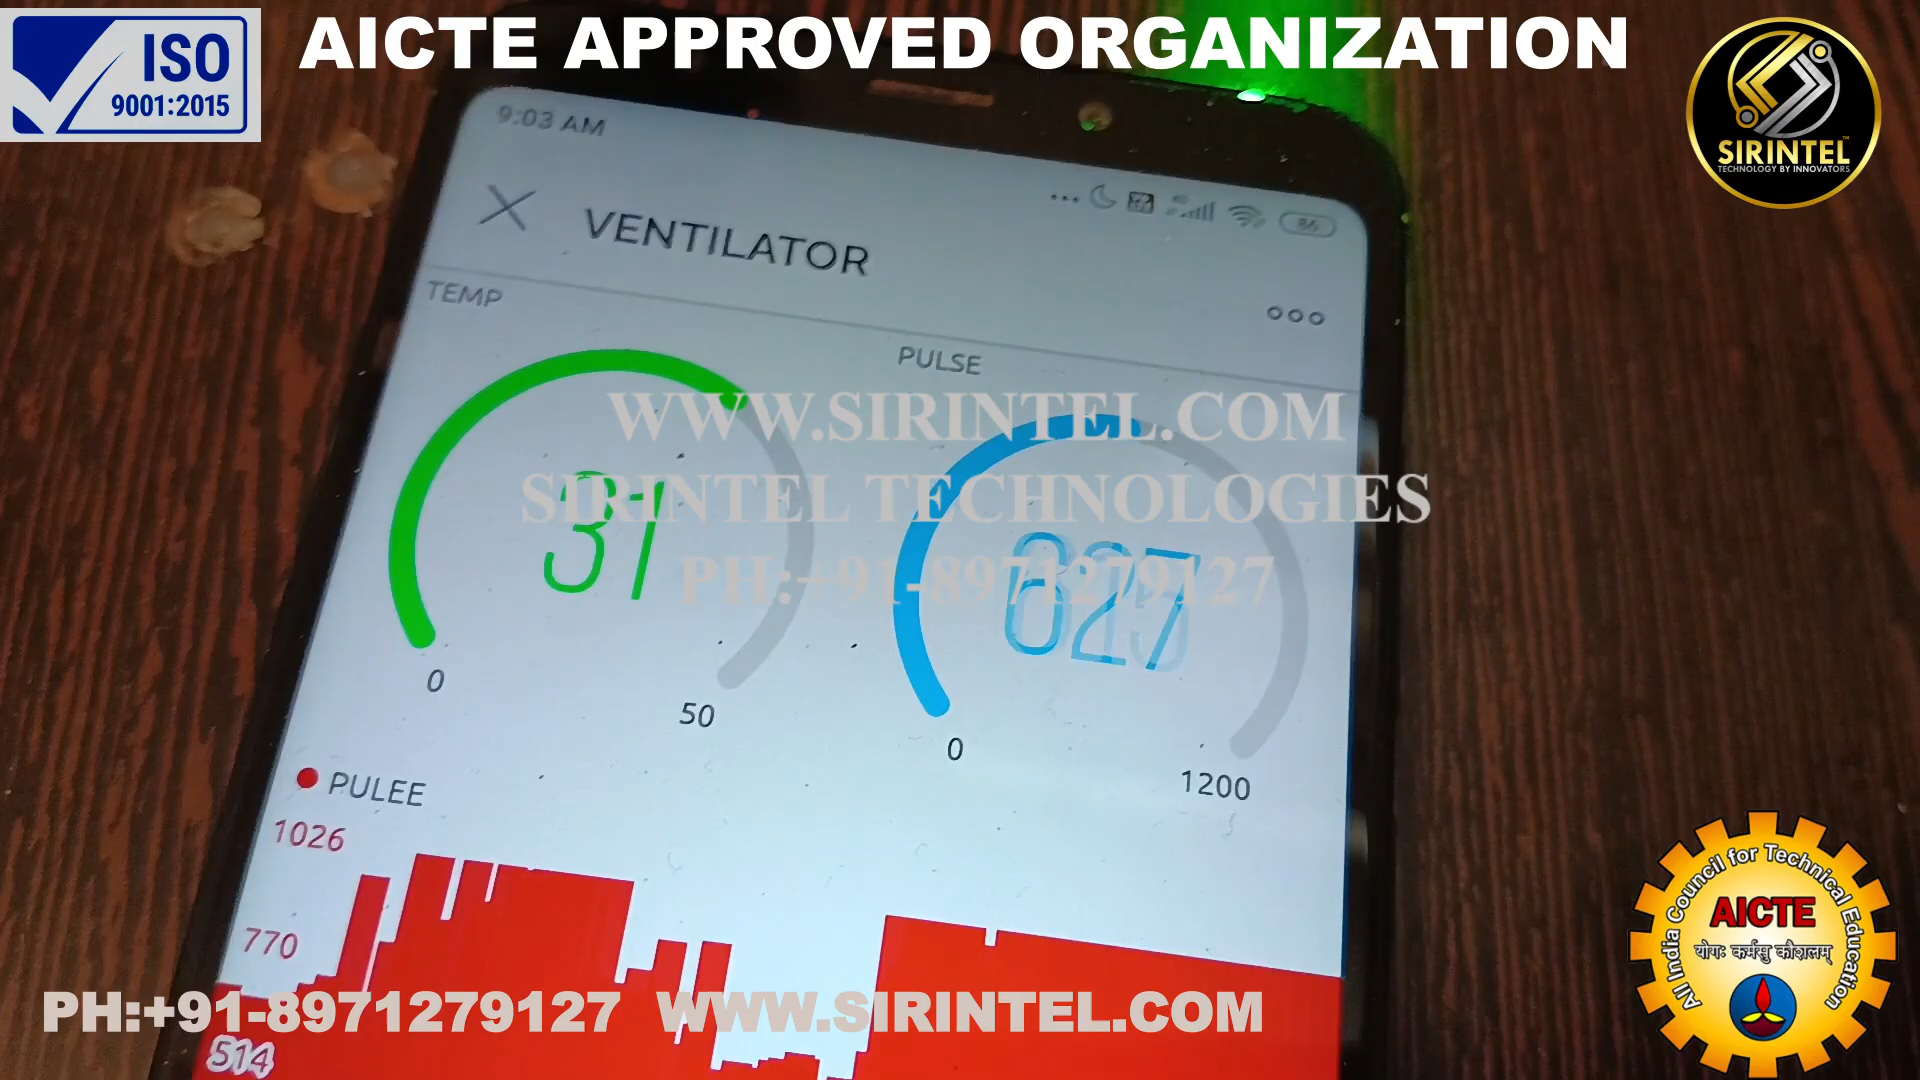 ISO
9001:2015
AICTE APPROVED ORGANIZATION
SIRINTEL
TECHNOLOGY BY INNOVATORS
9:03 AM
86
VENTILATOR
TEMP
PULSE
WWW.SIRINTEL.COM
SIRINTEL TECHNOLOGIES
PH:+91-8971279127
31
0
50
0
1200
PULEE
1026
770
514
PH:+91-8971279127 WWW.SIRINTEL.COM
All India Council for Technical Education
AICTE
योगः कर्मसु कौशलम्